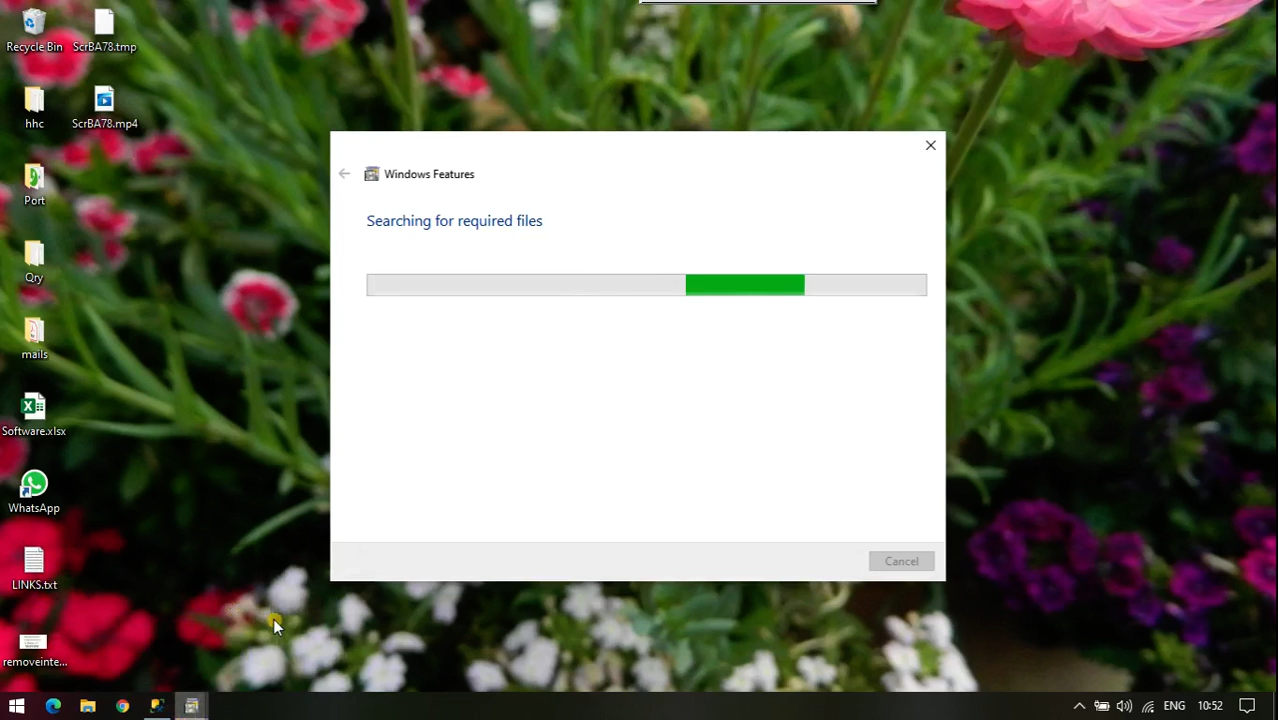 Recycle Bin
ScrBA78.tmp
hhc
ScrBA78.mp4
Port
Qry
mails
Software.xlsx
WhatsApp
LINKS.txt
removeinte...
Windows Features
Searching for required files
Cancel
ENG
10:52